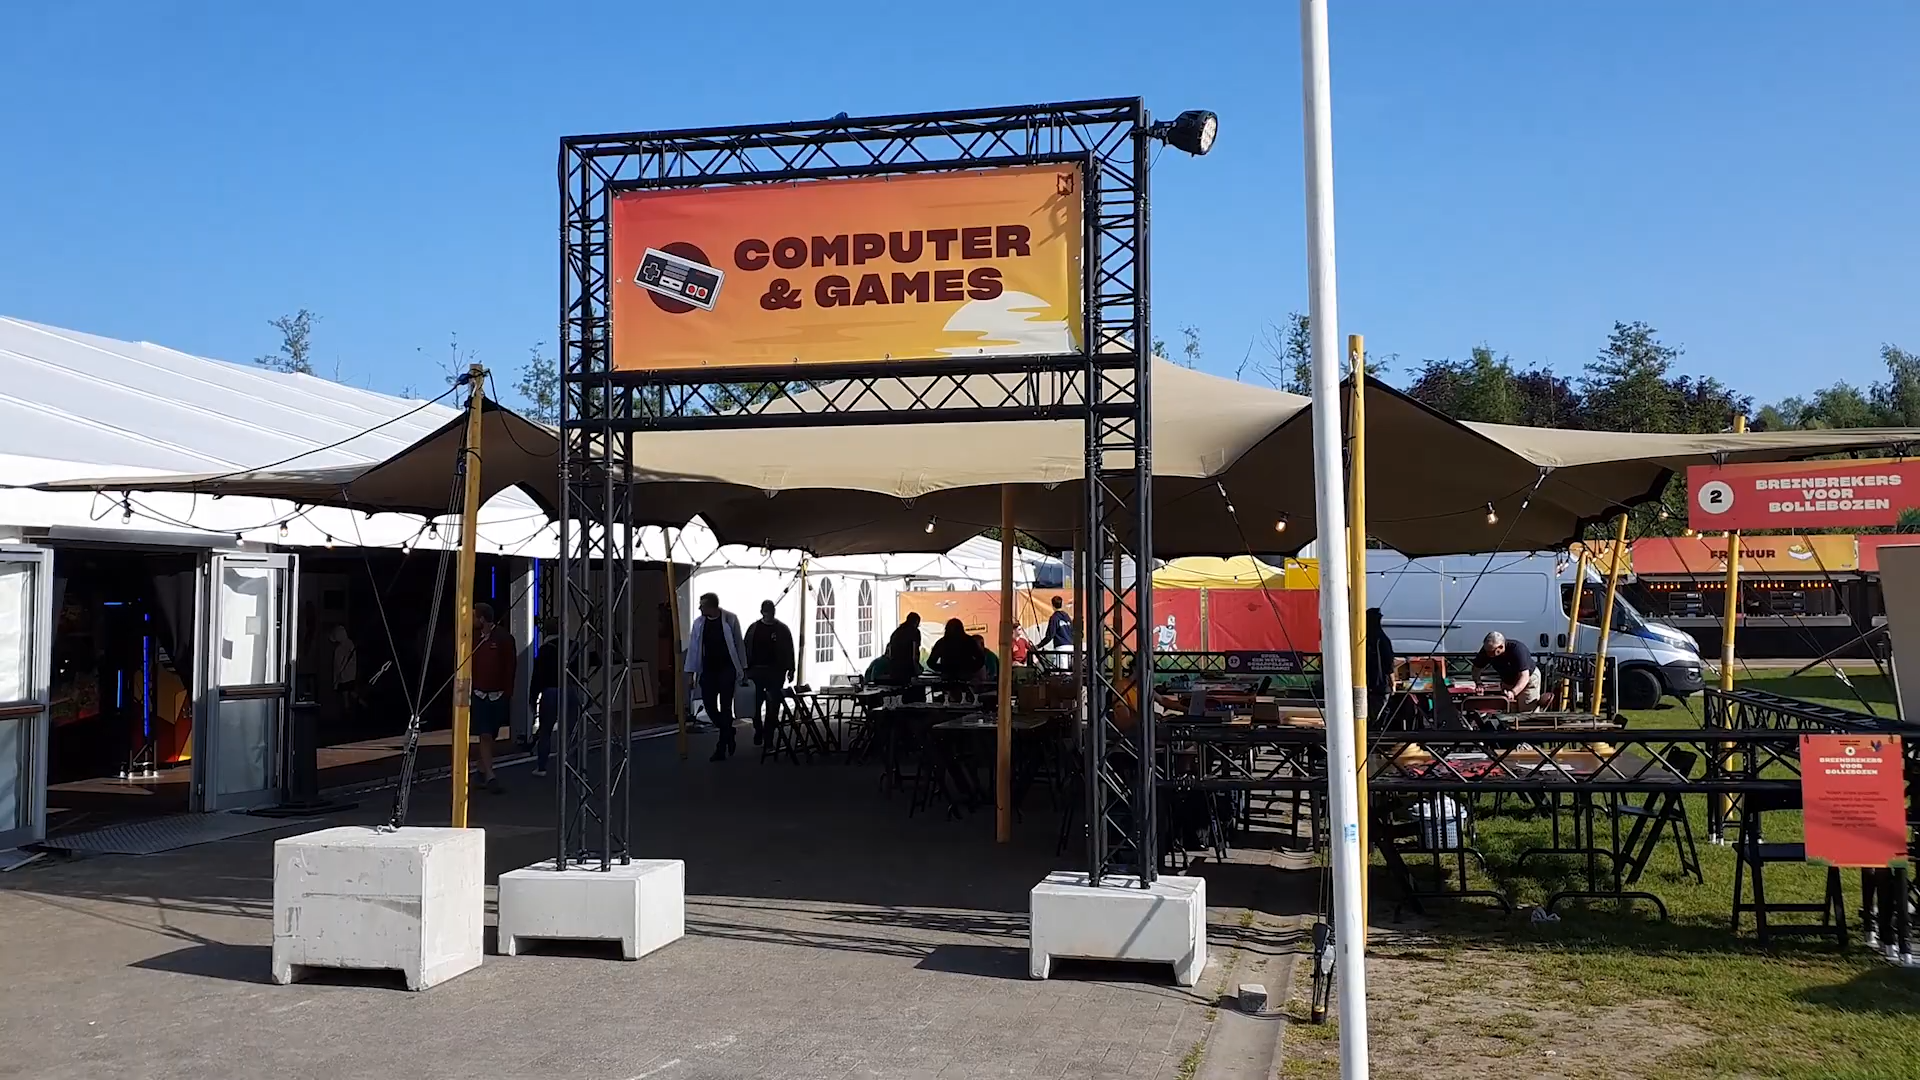 COMPUTER
& GAMES
2
BREINBREKERS
VOOR
BOLLEBOZEN
FRITUUR
BREINBREKERS
VOOR
BOLLEBOZEN